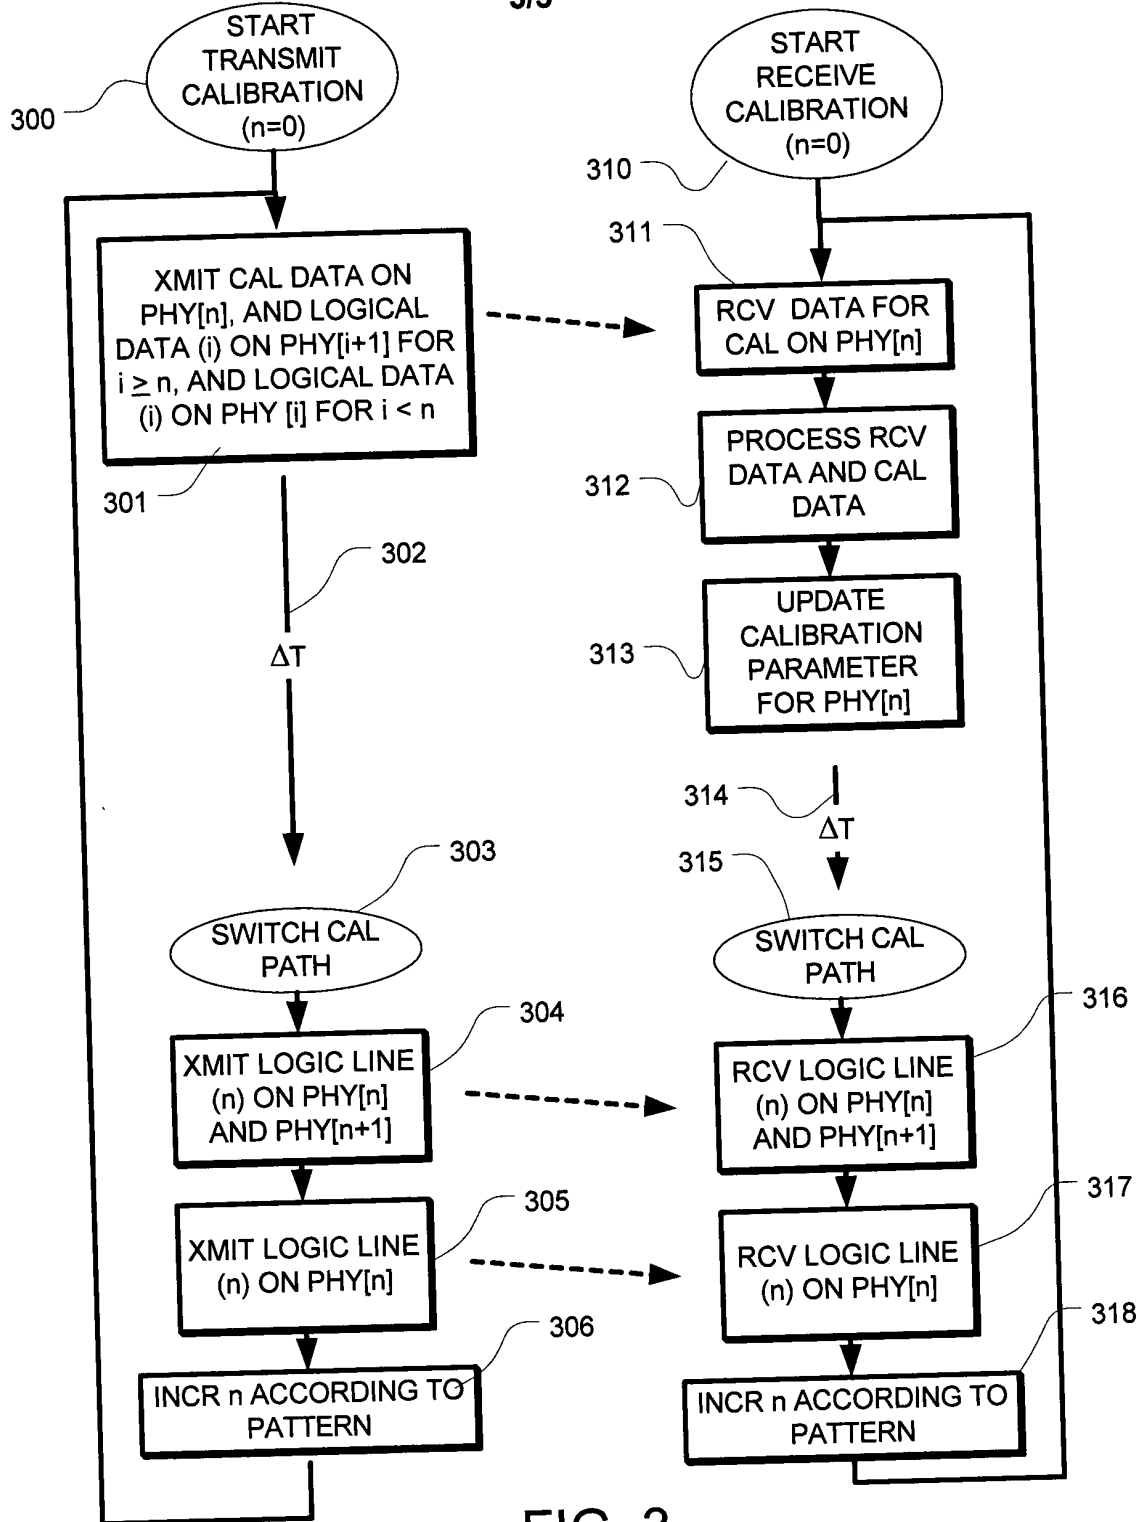 3/5
START
TRANSMIT
CALIBRATION
(n=0)
300
XMIT CAL DATA ON
PHY[n], AND LOGICAL
DATA (i) ON PHY[i+1] FOR
i ≥ n, AND LOGICAL DATA
(i) ON PHY [i] FOR i < n
301
302
ΔT
303
SWITCH CAL
PATH
304
XMIT LOGIC LINE
(n) ON PHY[n]
AND PHY[n+1]
305
XMIT LOGIC LINE
(n) ON PHY[n]
306
INCR n ACCORDING TO
PATTERN
START
RECEIVE
CALIBRATION
(n=0)
310
311
RCV DATA FOR
CAL ON PHY[n]
PROCESS RCV
DATA AND CAL
DATA
312
UPDATE
CALIBRATION
PARAMETER
FOR PHY[n]
313
314
ΔT
315
SWITCH CAL
PATH
316
RCV LOGIC LINE
(n) ON PHY[n]
AND PHY[n+1]
317
RCV LOGIC LINE
(n) ON PHY[n]
318
INCR n ACCORDING TO
PATTERN
FIG. 3